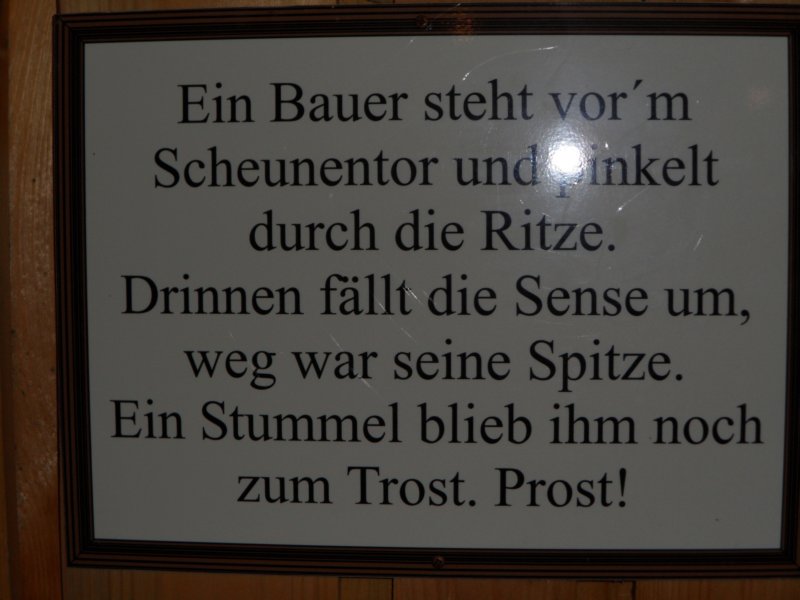 Ein Bauer steht vor´m
Scheunentor und pinkelt
durch die Ritze.
Drinnen fällt die Sense um,
weg war seine Spitze.
Ein Stummel blieb ihm noch
zum Trost. Prost!